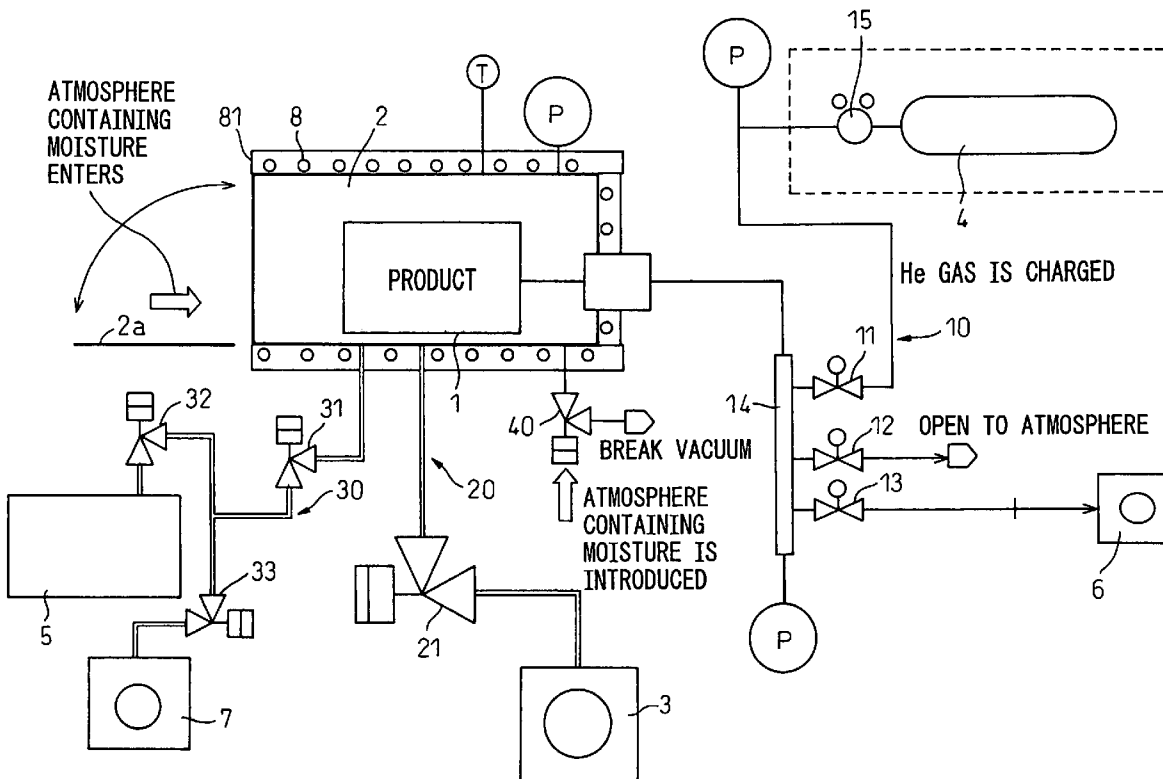 15
P
T
P
ATMOSPHERE
CONTAINING
MOISTURE
ENTERS
81
8
2
4
PRODUCT
He GAS IS CHARGED
2a
10
11
1
14
32
31
40
BREAK VACUUM
12
OPEN TO ATMOSPHERE
30
20
13
ATMOSPHERE
CONTAINING
MOISTURE IS
INTRODUCED
33
5
6
21
P
7
3